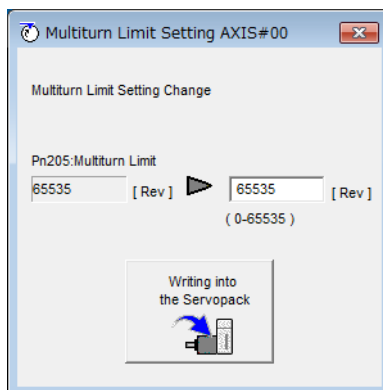 Multiturn Limit Setting AXIS#00
Multiturn Limit Setting Change
Pn205:Multiturn Limit
65535 [ Rev ] 65535 [ Rev ]
( 0-65535 )
Writing into
the Servopack